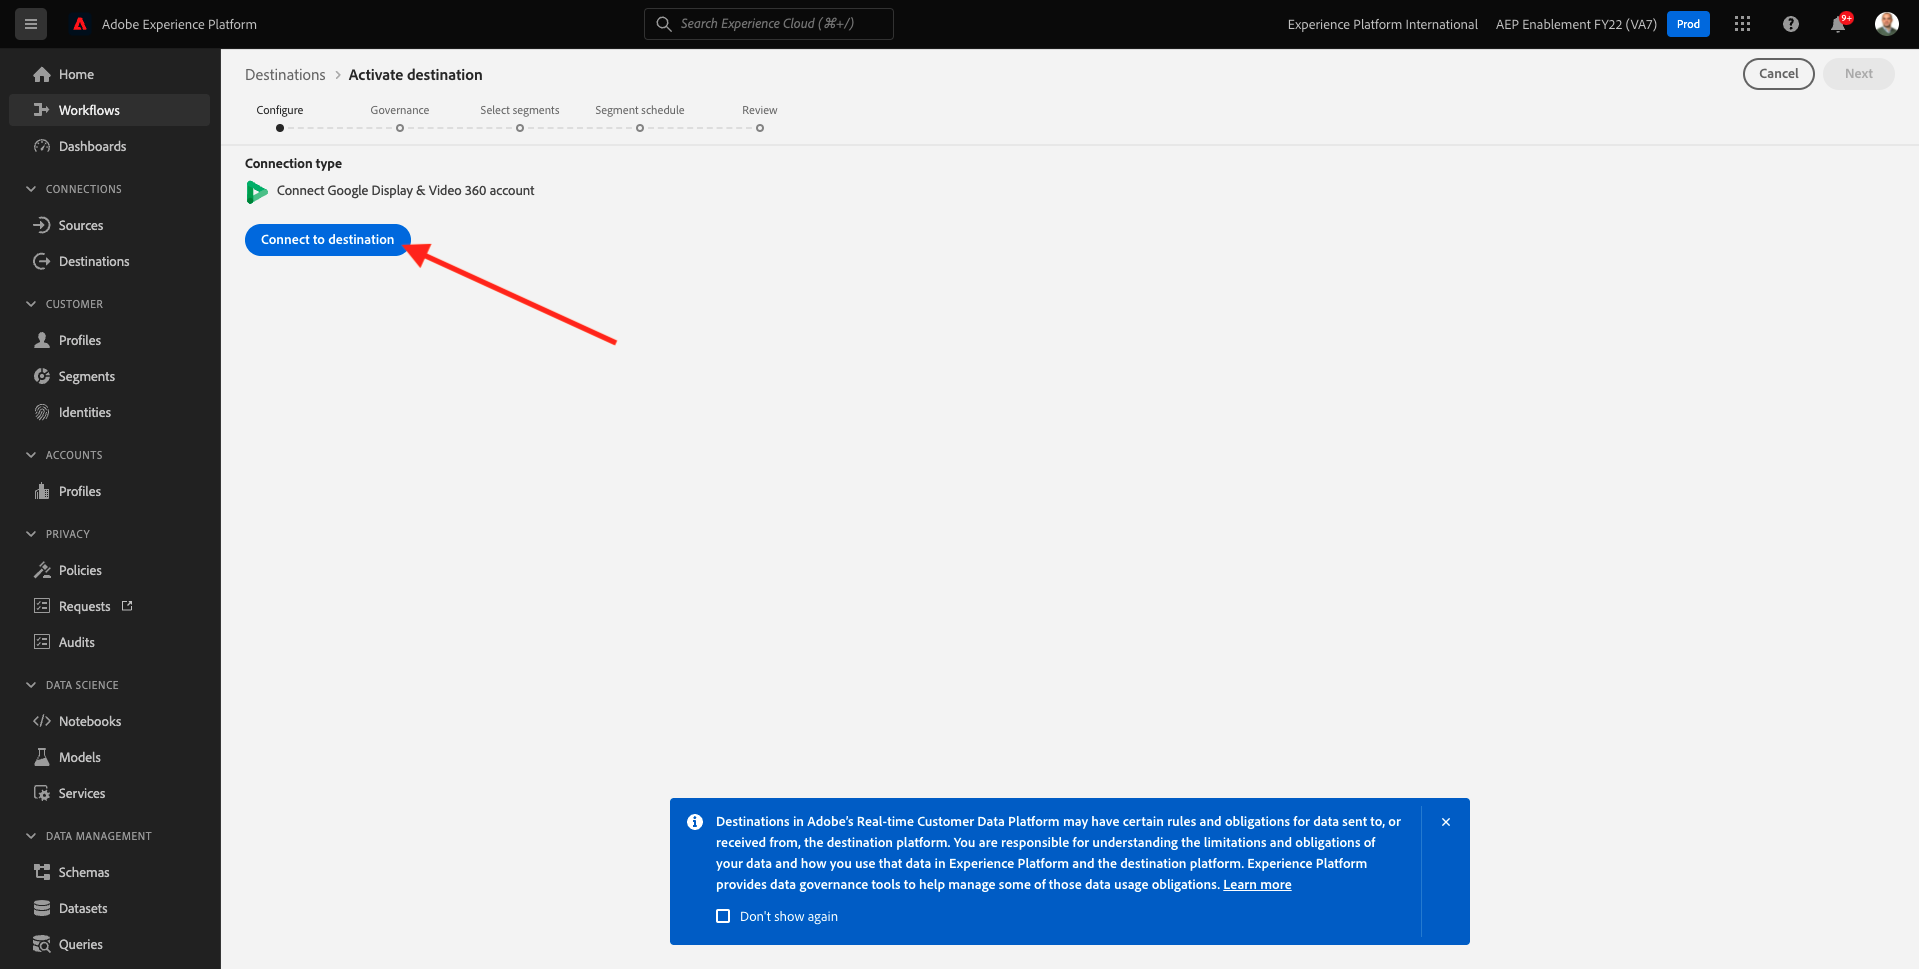 Adobe Experience Platform
Search Experience Cloud (⌘+/)
Experience Platform International
AEP Enablement FY22 (VA7)
Prod
9+
Home
Workflows
Dashboards
CONNECTIONS
Sources
Destinations
CUSTOMER
Profiles
Segments
Identities
ACCOUNTS
Profiles
PRIVACY
Policies
Requests
Audits
DATA SCIENCE
Notebooks
Models
Services
DATA MANAGEMENT
Schemas
Datasets
Queries
Destinations > Activate destination
Cancel
Next
Configure
Governance
Select segments
Segment schedule
Review
Connection type
Connect Google Display & Video 360 account
Connect to destination
Destinations in Adobe's Real-time Customer Data Platform may have certain rules and obligations for data sent to, or
received from, the destination platform. You are responsible for understanding the limitations and obligations of
your data and how you use that data in Experience Platform and the destination platform. Experience Platform
provides data governance tools to help manage some of those data usage obligations. Learn more
Don't show again